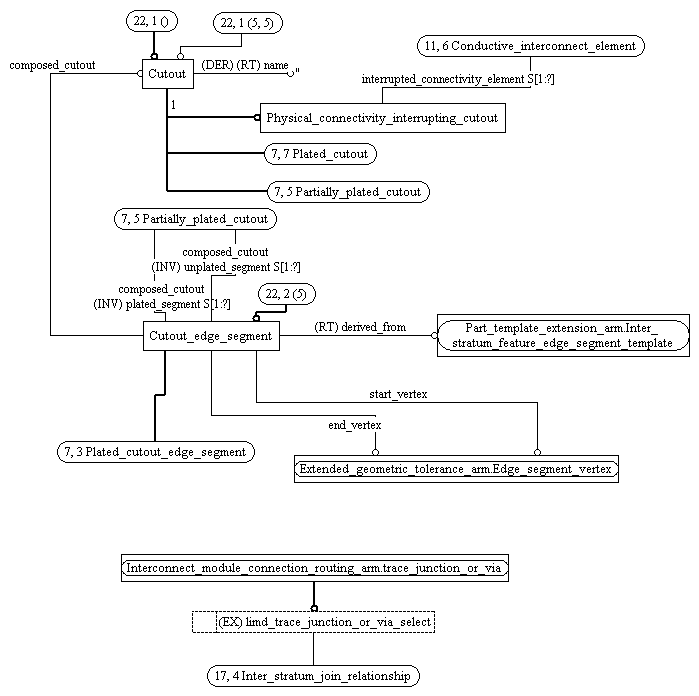 22, 1 ()
22, 1 (5, 5)
11, 6 Conductive_interconnect_element
composed_cutout
(DER) (RT) name
"
Cutout
interrupted_connectivity_element S[1:?]
1
Physical_connectivity_interrupting_cutout
7, 7 Plated_cutout
7, 5 Partially_plated_cutout
7, 5 Partially_plated_cutout
composed_cutout
(INV) unplated_segment S[1:?]
composed_cutout
(INV) plated_segment S[1:?]
22, 2 (5)
Cutout_edge_segment
(RT) derived_from
Part_template_extension_arm.Inter_
stratum_feature_edge_segment_template
start_vertex
end_vertex
7, 3 Plated_cutout_edge_segment
Extended_geometric_tolerance_arm.Edge_segment_vertex
Interconnect_module_connection_routing_arm.trace_junction_or_via
(EX) limd_trace_junction_or_via_select
17, 4 Inter_stratum_join_relationship